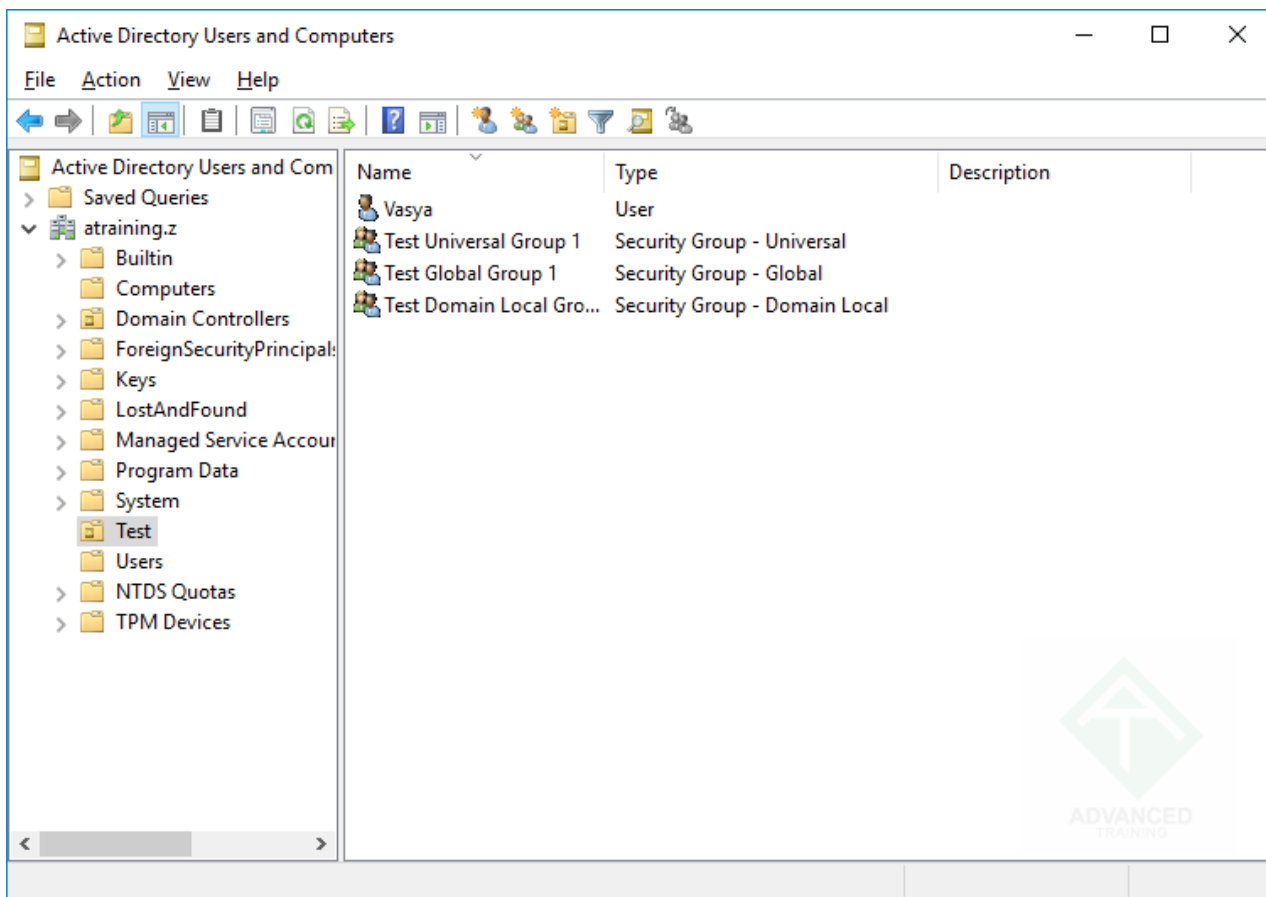 Active Directory Users and Computers
File Action View Help
Active Directory Users and Com
Saved Queries
atraining.z
Builtin
Computers
Domain Controllers
ForeignSecurityPrincipals
Keys
LostAndFound
Managed Service Accour
Program Data
System
Test
Users
NTDS Quotas
TPM Devices
Name Type Description
Vasya User
Test Universal Group 1 Security Group - Universal
Test Global Group 1 Security Group - Global
Test Domain Local Gro... Security Group - Domain Local
ADVANCED
TRAINING